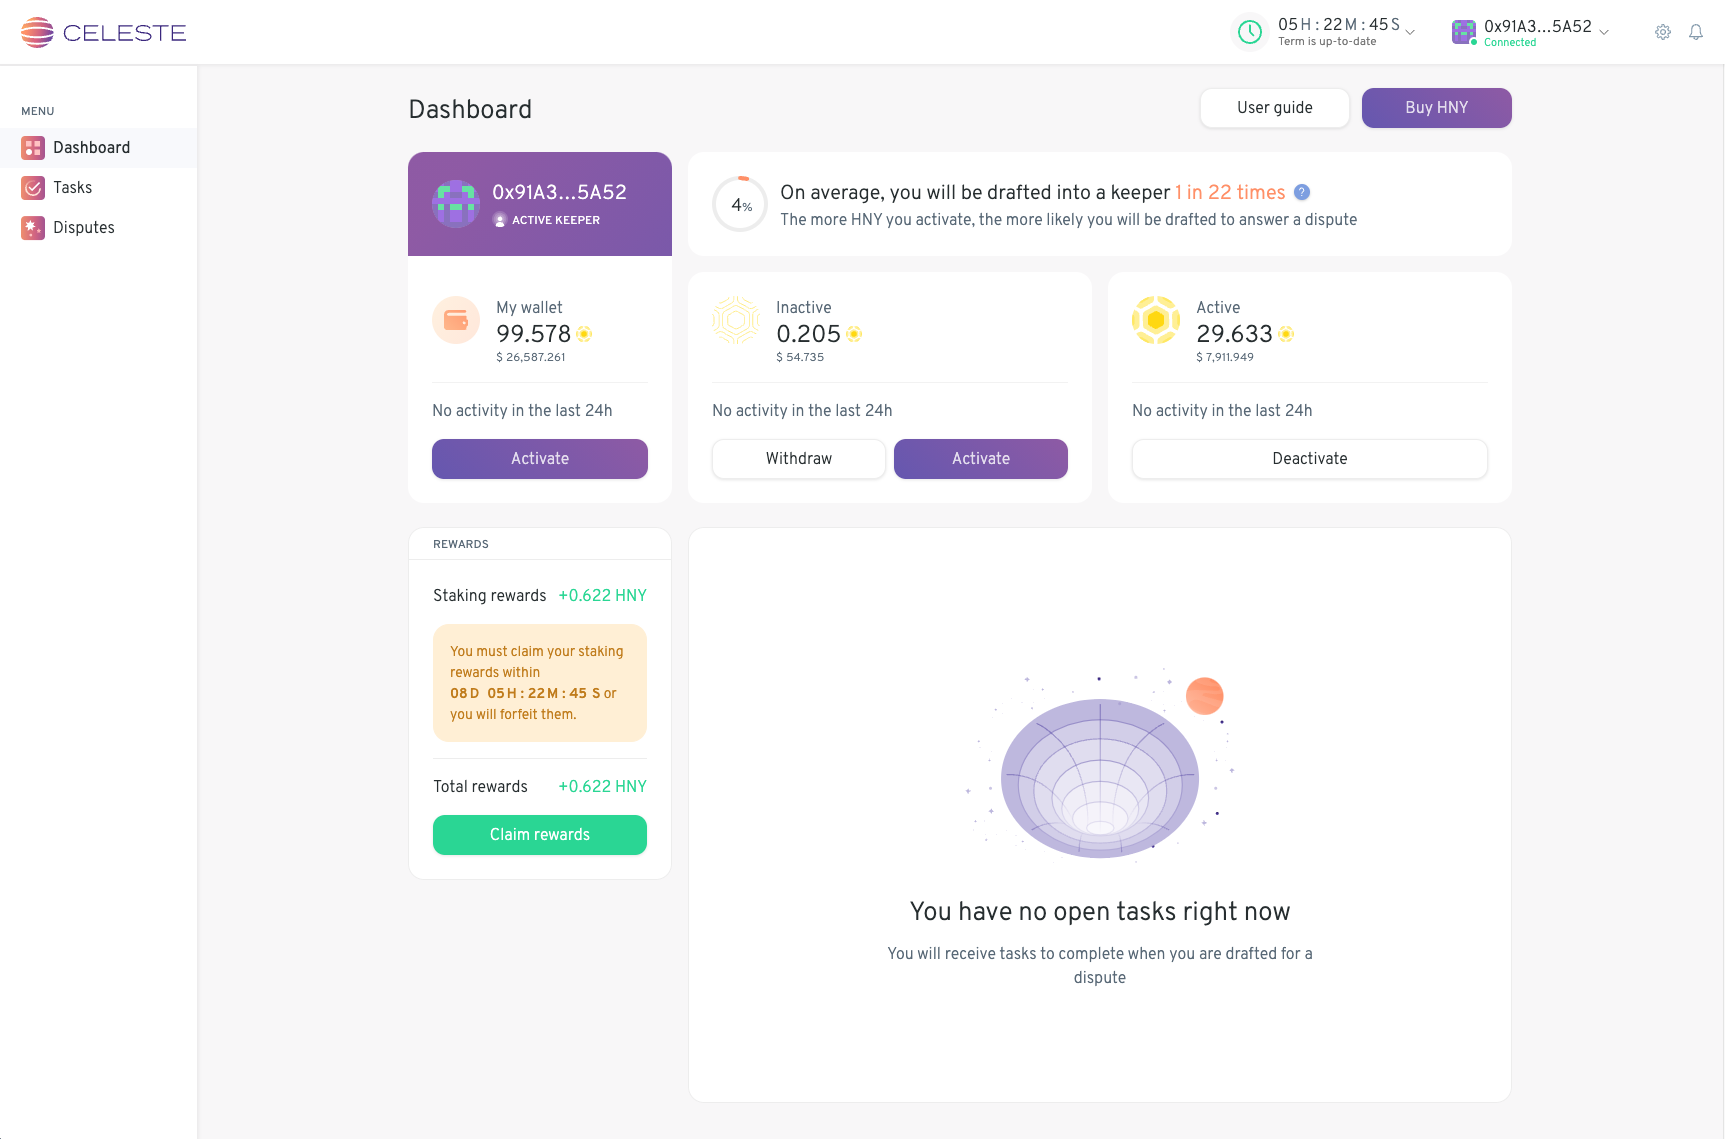 CELESTE
05 H : 22 M : 45 S
Term is up-to-date
0x91A3...5A52
Connected
MENU
Dashboard
Tasks
Disputes
Dashboard
User guide
Buy HNY
0x91A3...5A52
ACTIVE KEEPER
4%
On average, you will be drafted into a keeper 1 in 22 times ?
The more HNY you activate, the more likely you will be drafted to answer a dispute
My wallet
99.578
$ 26,587.261
No activity in the last 24h
Activate
Inactive
0.205
$ 54.735
No activity in the last 24h
Withdraw
Activate
Active
29.633
$ 7,911.949
No activity in the last 24h
Deactivate
REWARDS
Staking rewards +0.622 HNY
You must claim your staking
rewards within
08 D 05 H : 22 M : 45 S or
you will forfeit them.
Total rewards +0.622 HNY
Claim rewards
You have no open tasks right now
You will receive tasks to complete when you are drafted for a
dispute